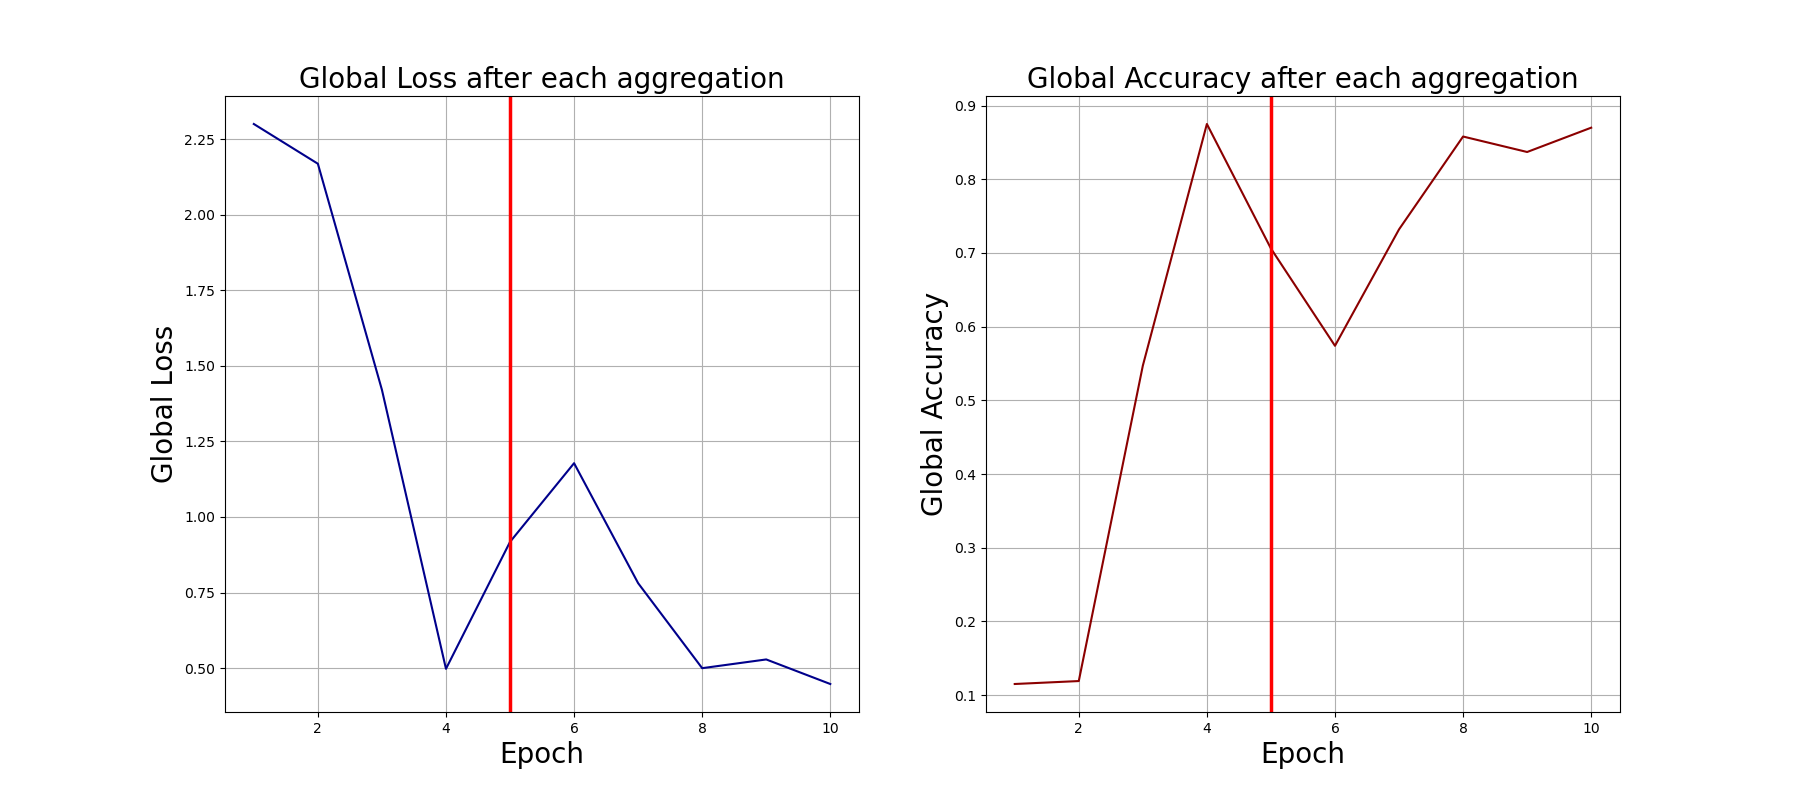 Global Loss after each aggregation
Global Loss
2.25
2.00
1.75
1.50
1.25
1.00
0.75
0.50
2 4 6 8 10
Epoch
Global Accuracy after each aggregation
Global Accuracy
0.9
0.8
0.7
0.6
0.5
0.4
0.3
0.2
0.1
2 4 6 8 10
Epoch